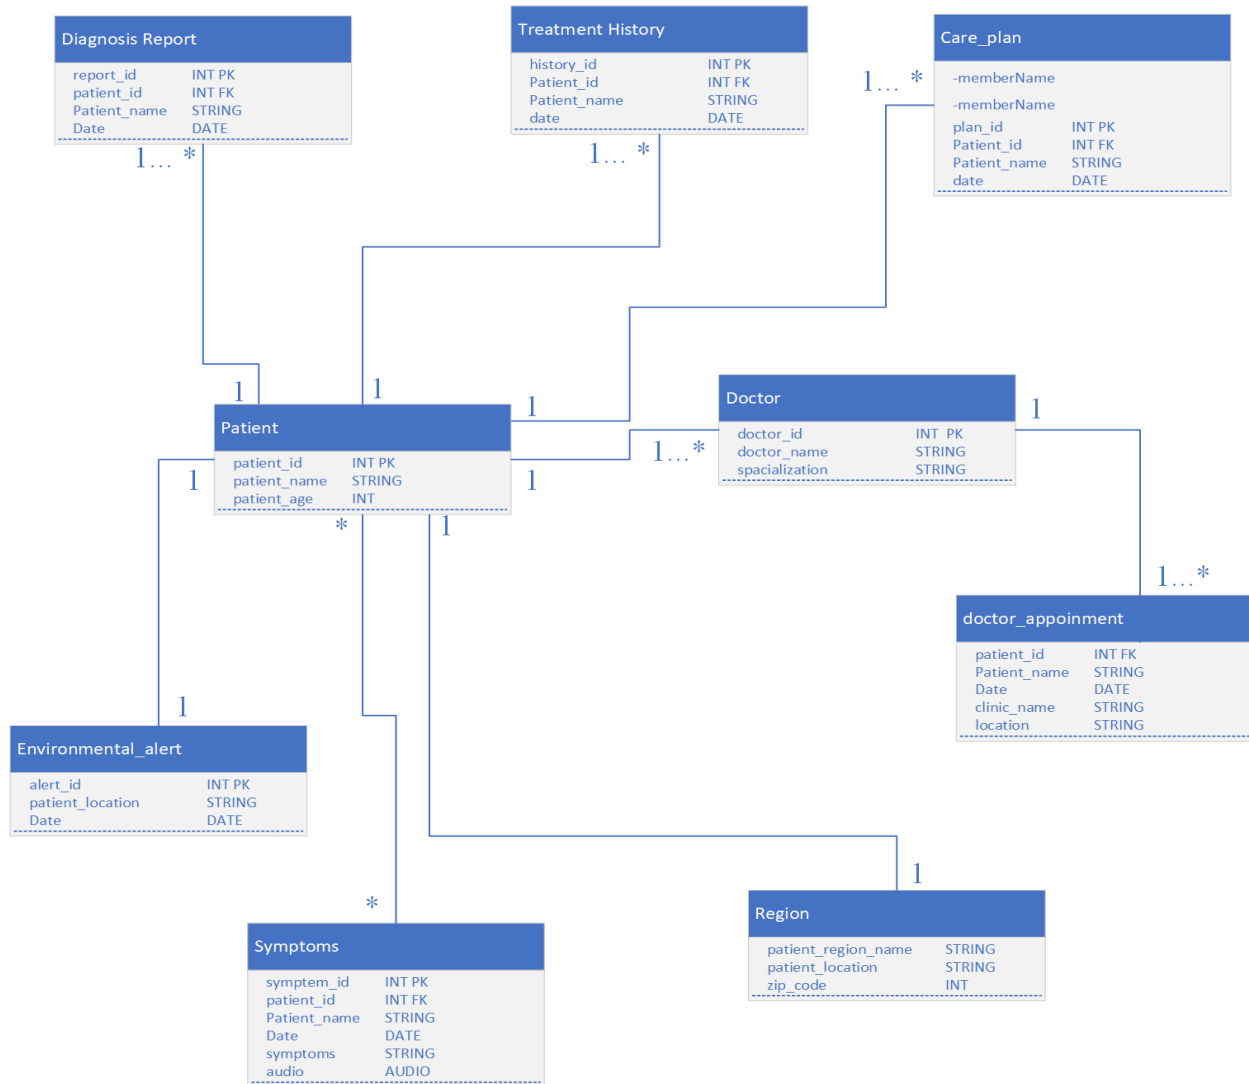 Diagnosis Report
report_id INT PK
patient_id INT FK
Patient_name STRING
Date DATE
1... *
Treatment History
history_id INT PK
Patient_id INT FK
Patient_name STRING
date DATE
1... *
Care_plan
-memberName
-memberName
plan_id INT PK
Patient_id INT FK
Patient_name STRING
date DATE
1... *
1
1
1
Patient
patient_id INT PK
patient_name STRING
patient_age INT
1
1
*
1
1...*
Doctor
doctor_id INT PK
doctor_name STRING
spacialization STRING
1
1...*
doctor_appoinment
patient_id INT FK
Patient_name STRING
Date DATE
clinic_name STRING
location STRING
1
Environmental_alert
alert_id INT PK
patient_location STRING
Date DATE
*
Symptoms
symptem_id INT PK
patient_id INT FK
Patient_name STRING
Date DATE
symptoms STRING
audio AUDIO
1
Region
patient_region_name STRING
patient_location STRING
zip_code INT